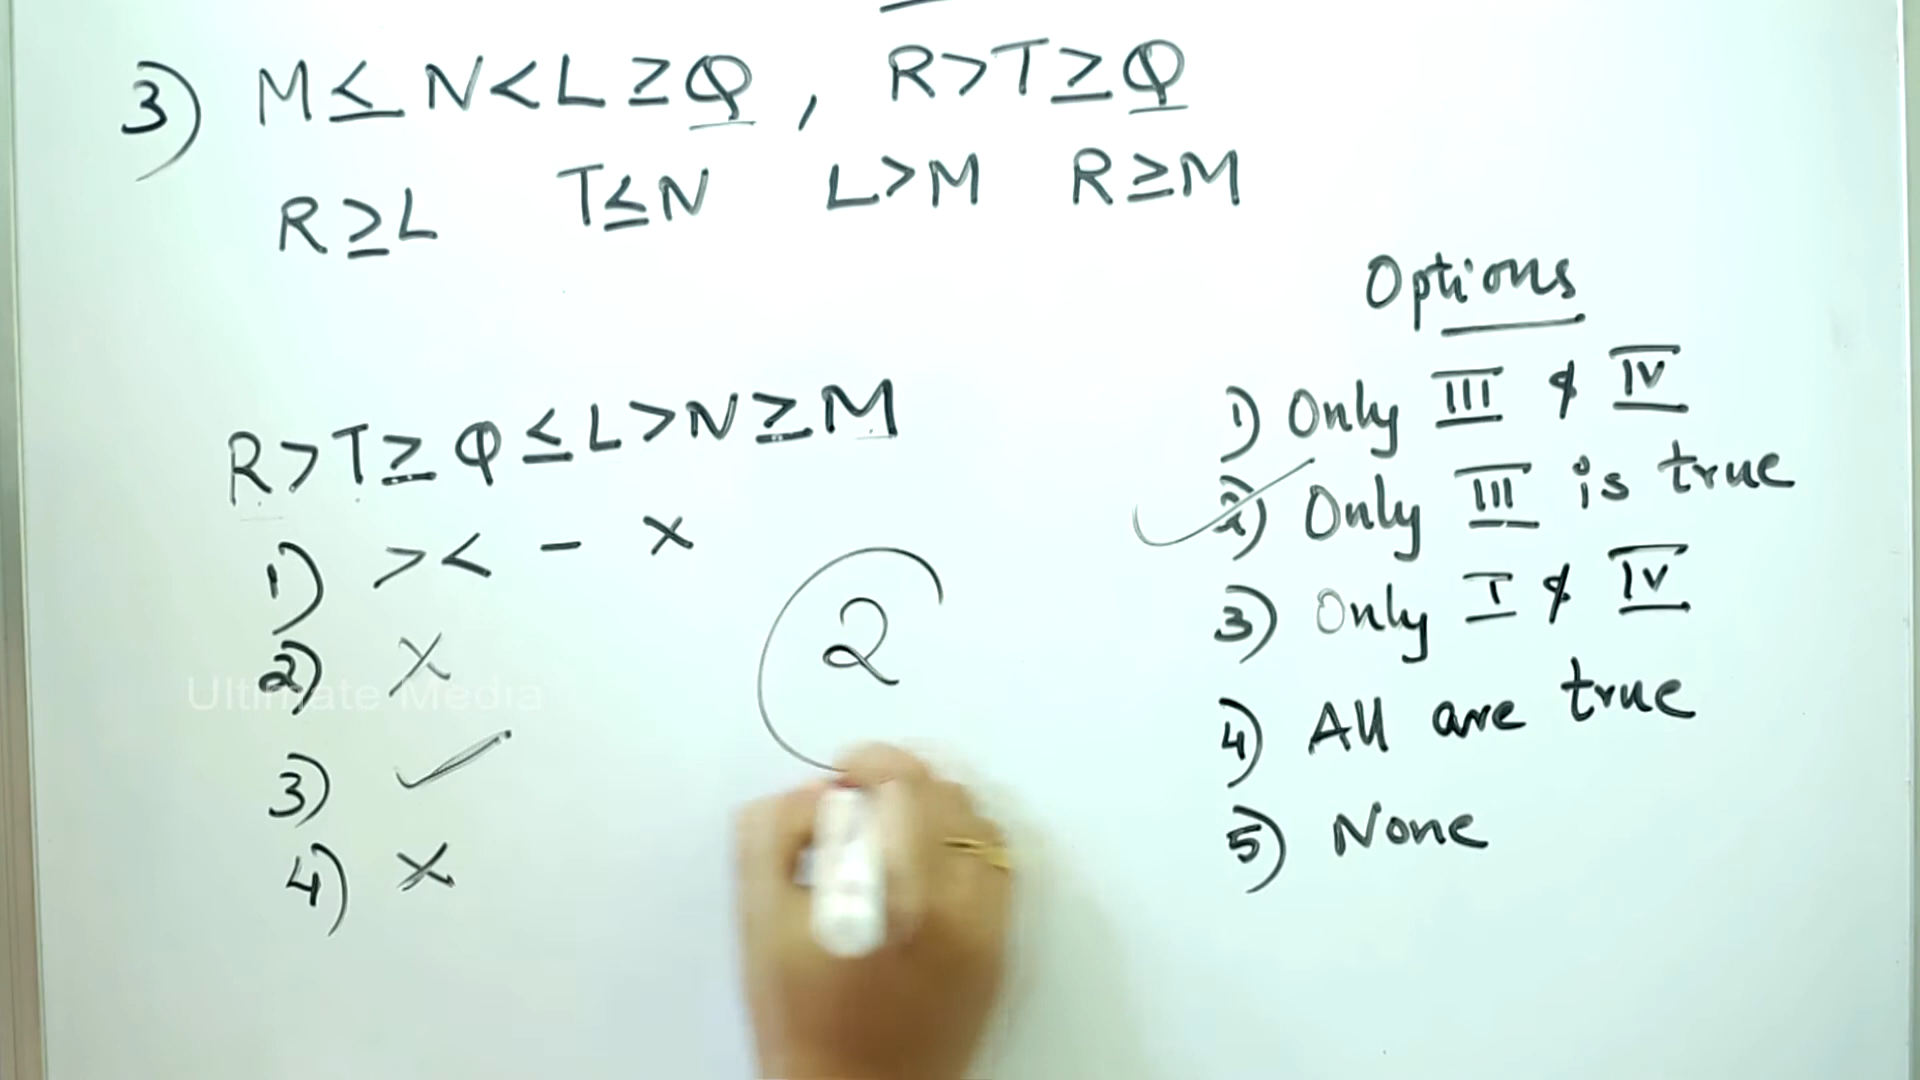 3) M ≤ N < L ≥ Q , R > T ≥ Q
R ≥ L T ≤ N L > M R ≥ M
Options
R > T ≥ Q ≤ L > N ≥ M
1) > < - ×
2) ×
3) ✓
4) ×
2
1) Only III & IV
2) Only III is true
3) Only I & IV
4) All are true
5) None
Ultimate Media